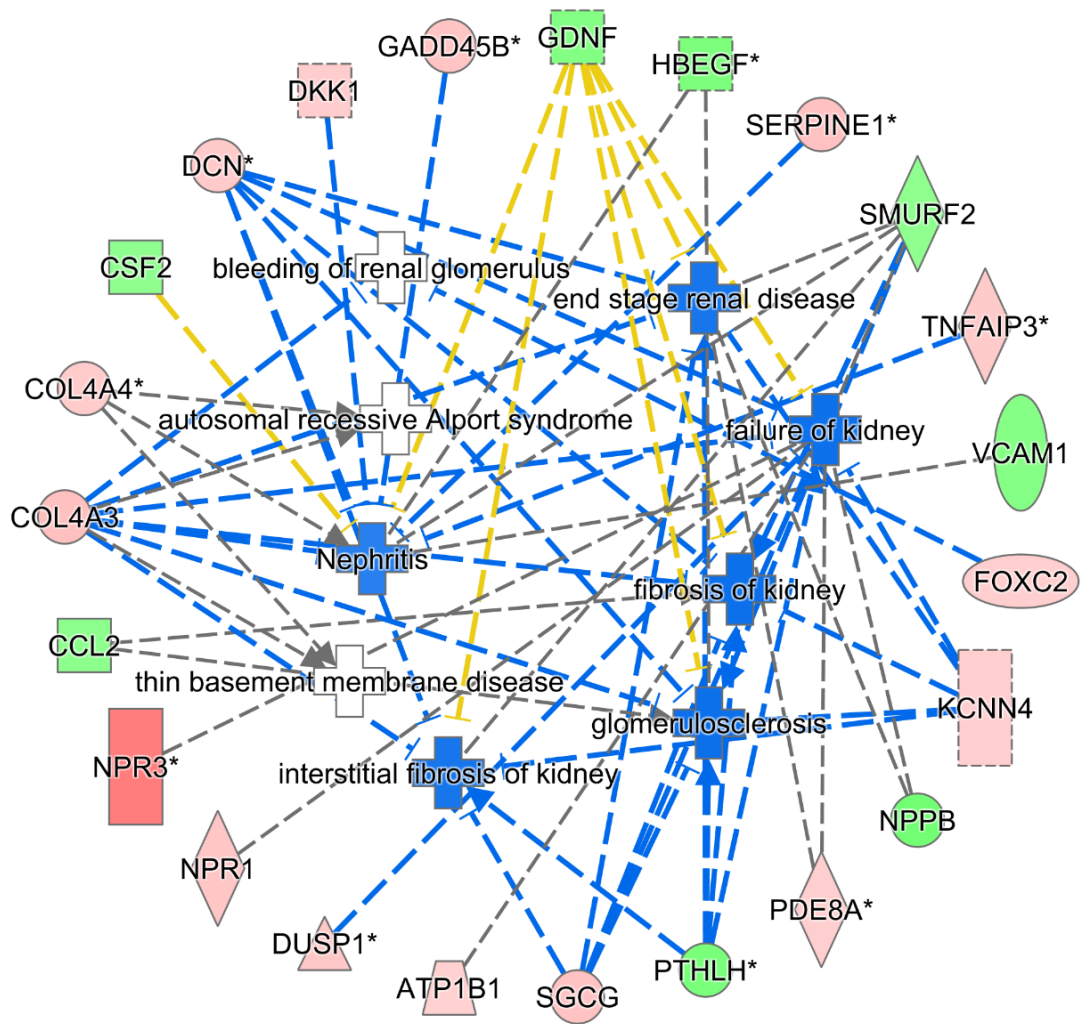 GDNF
GADD45B*
HBEGF*
DKK1
SERPINE1*
DCN*
SMURF2
CSF2
bleeding of renal glomerulus
end stage renal disease
TNFAIP3*
COL4A4*
autosomal recessive Alport syndrome
failure of kidney
VCAM1
COL4A3
Nephritis
fibrosis of kidney
FOXC2
CCL2
thin basement membrane disease
glomerulosclerosis
KCNN4
NPR3*
interstitial fibrosis of kidney
NPPB
NPR1
PDE8A*
DUSP1*
PTHLH*
ATP1B1
SGCG